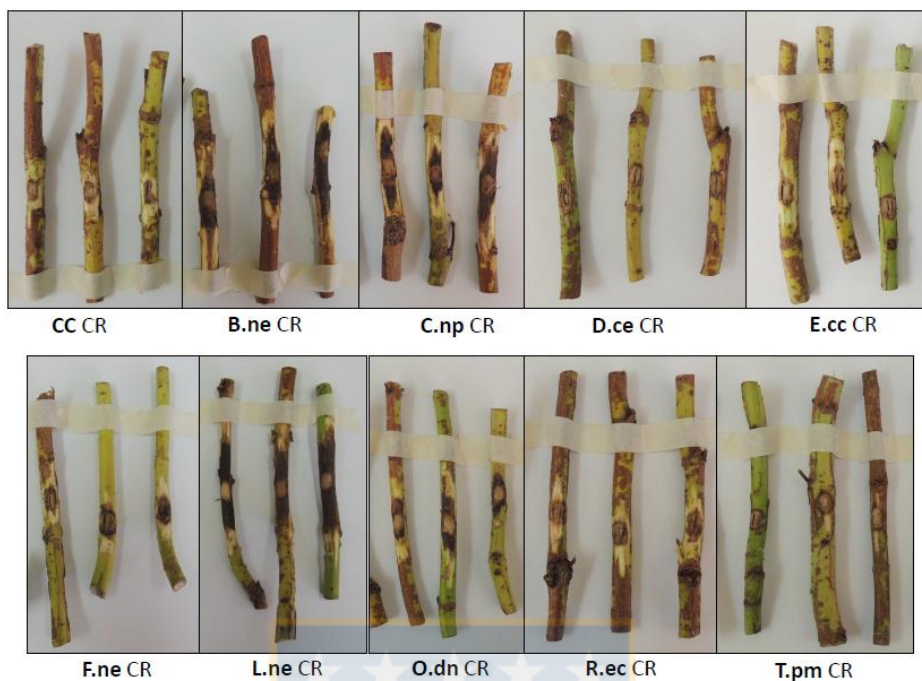 CC CR
B.ne CR
C.np CR
D.ce CR
E.cc CR
F.ne CR
L.ne CR
O.dn CR
R.ec CR
T.pm CR